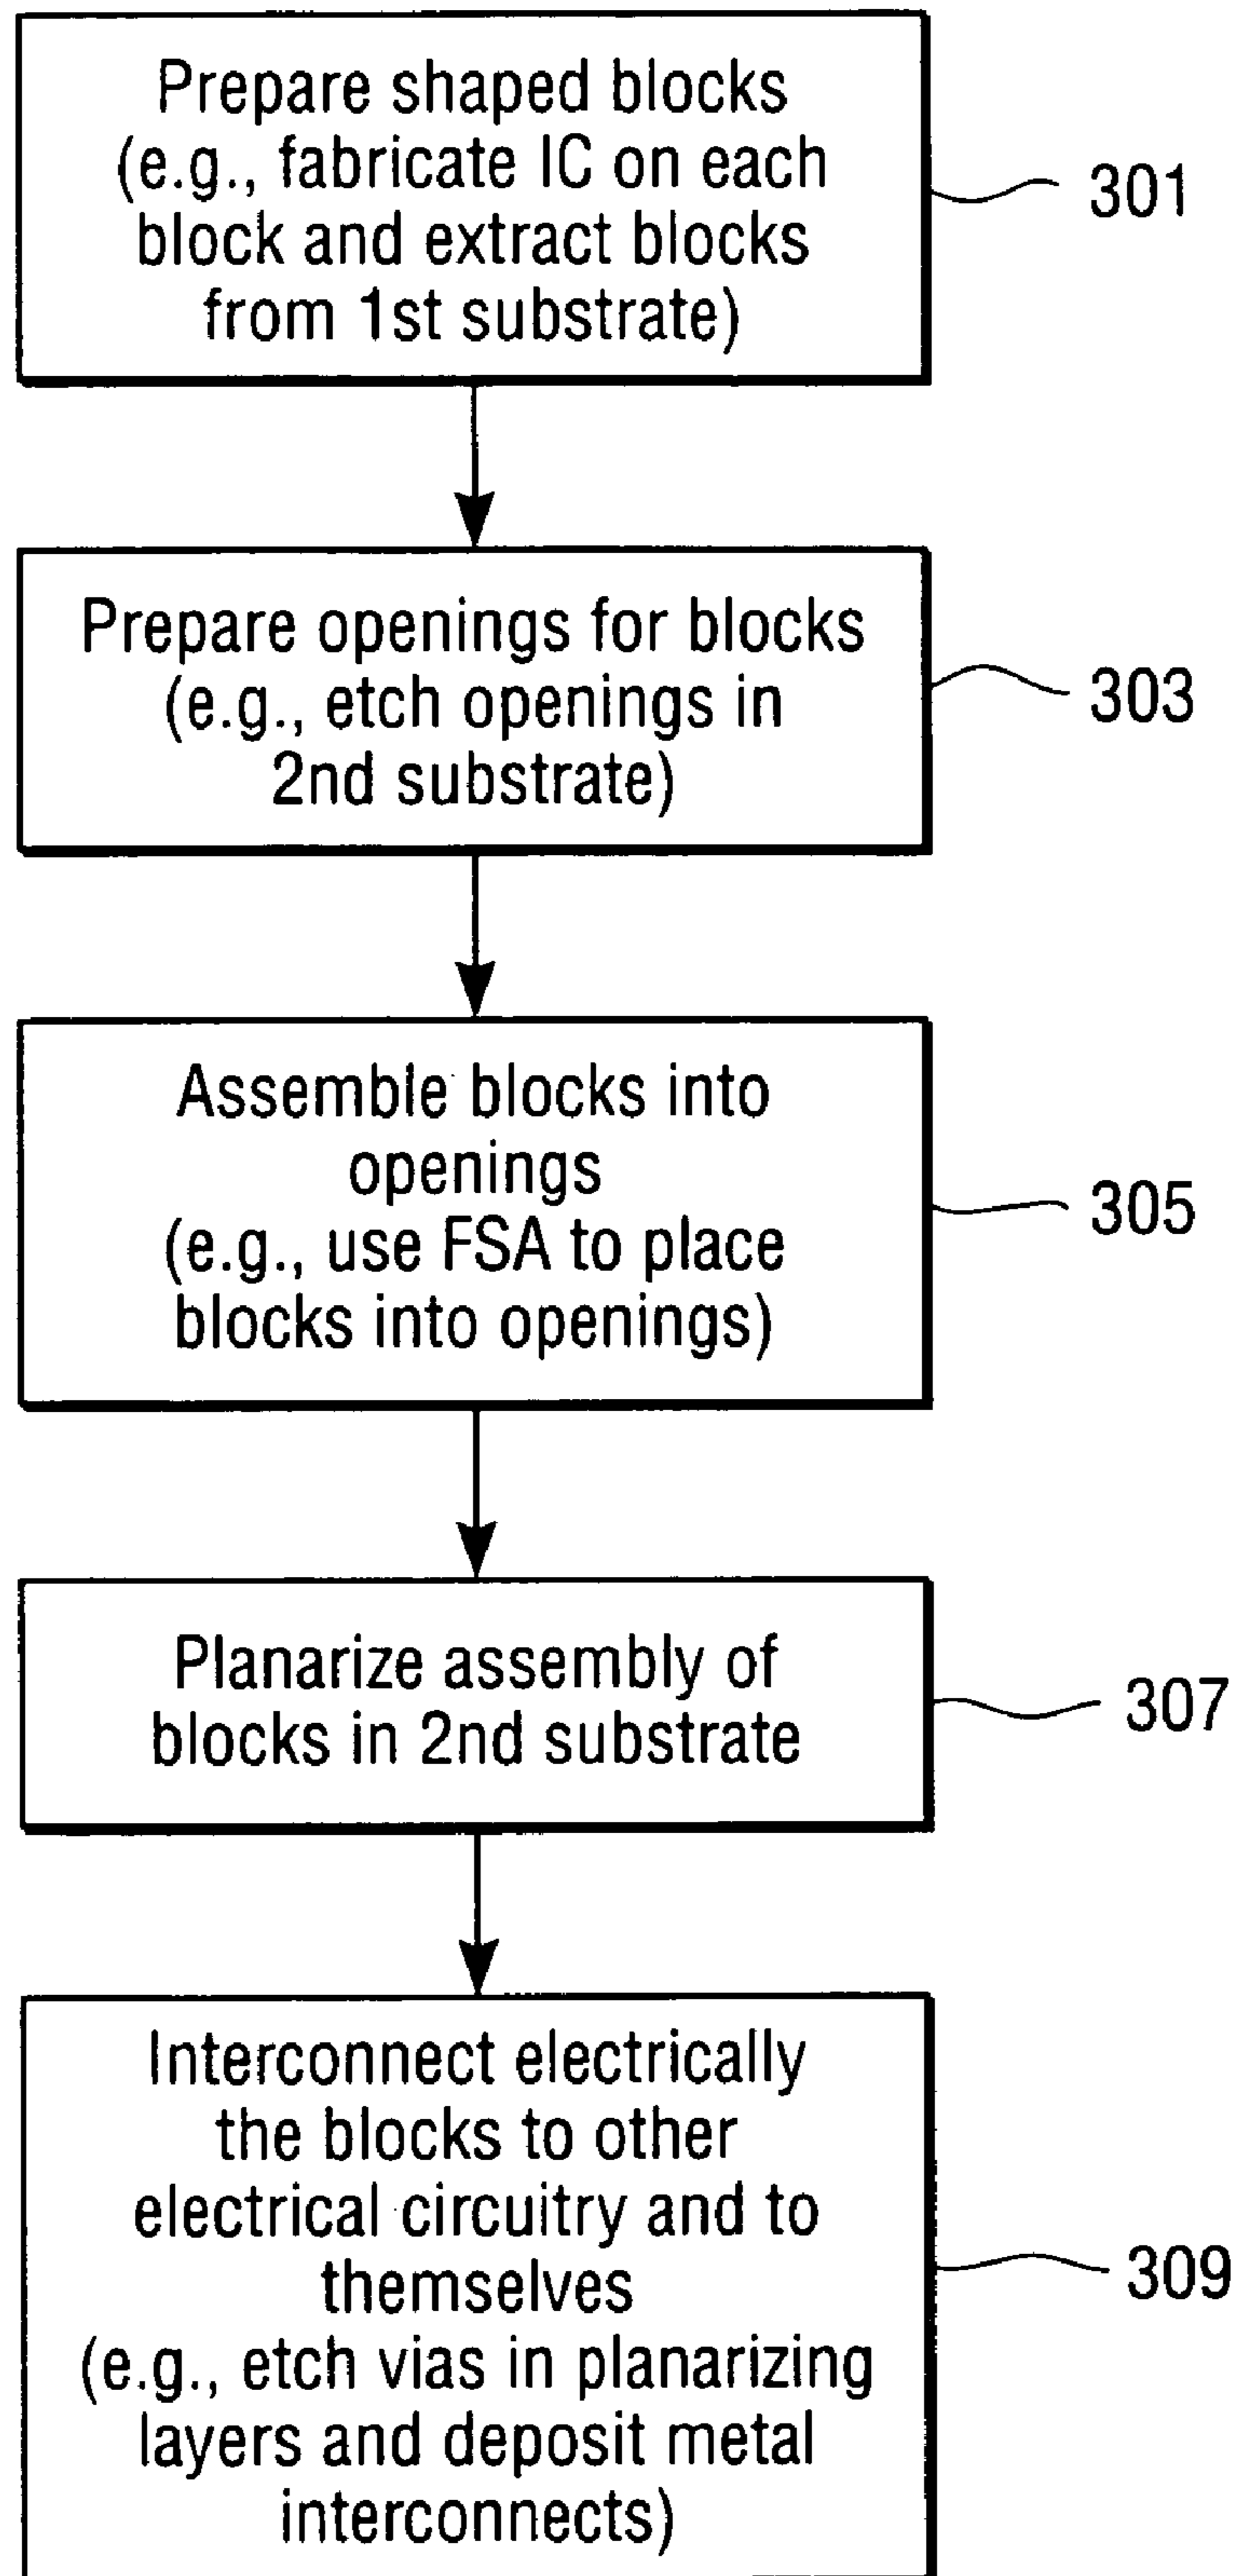 Prepare shaped blocks
(e.g., fabricate IC on each
block and extract blocks
from 1st substrate)
301
Prepare openings for blocks
(e.g., etch openings in
2nd substrate)
303
Assemble blocks into
openings
(e.g., use FSA to place
blocks into openings)
305
Planarize assembly of
blocks in 2nd substrate
307
Interconnect electrically
the blocks to other
electrical circuitry and to
themselves
(e.g., etch vias in planarizing
layers and deposit metal
interconnects)
309